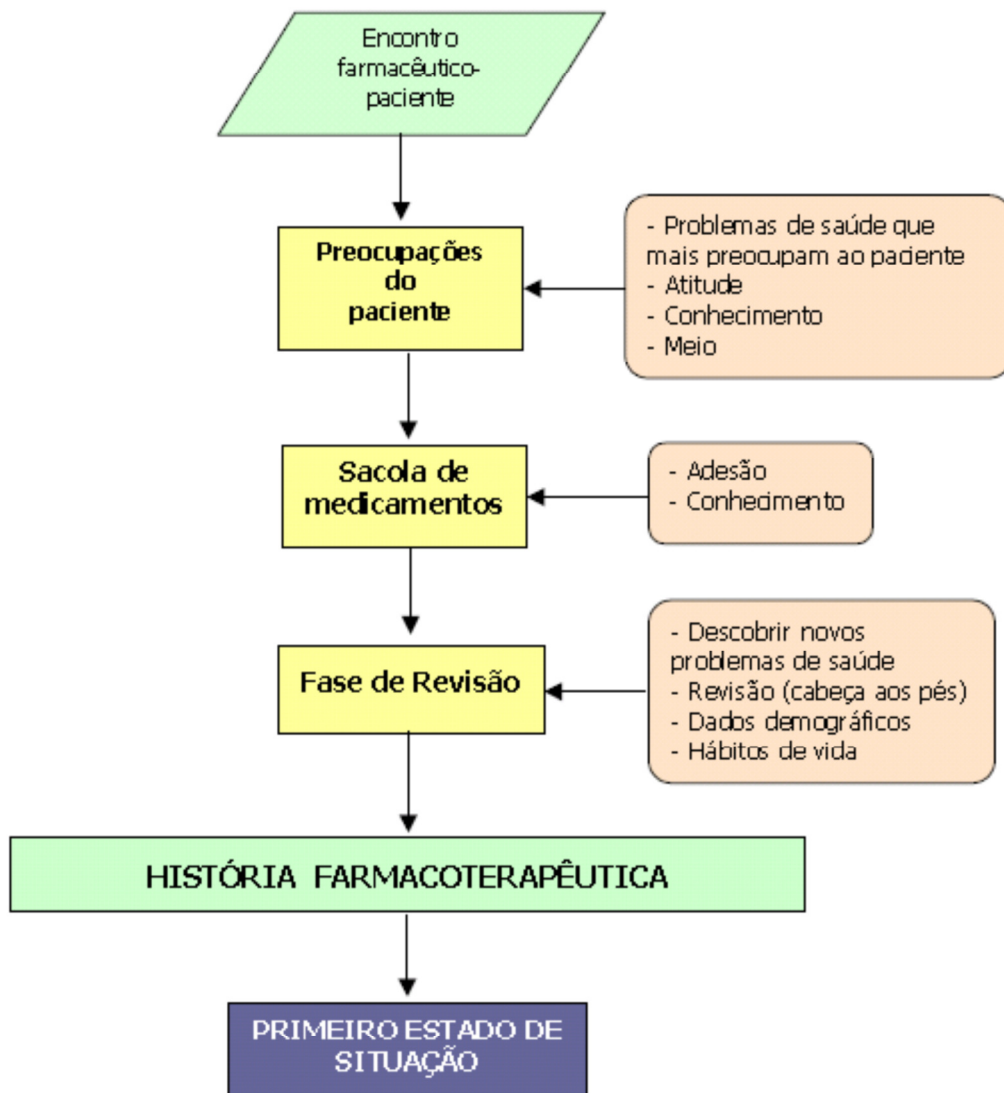 Encontro
farmacêutico-
paciente
Preocupações
do
paciente
- Problemas de saúde que
mais preocupam ao paciente
- Atitude
- Conhecimento
- Meio
Sacola de
medicamentos
- Adesão
- Conhecimento
Fase de Revisão
- Descobrir novos
problemas de saúde
- Revisão (cabeça aos pés)
- Dados demográficos
- Hábitos de vida
HISTÓRIA FARMACOTERAPÊUTICA
PRIMEIRO ESTADO DE
SITUAÇÃO